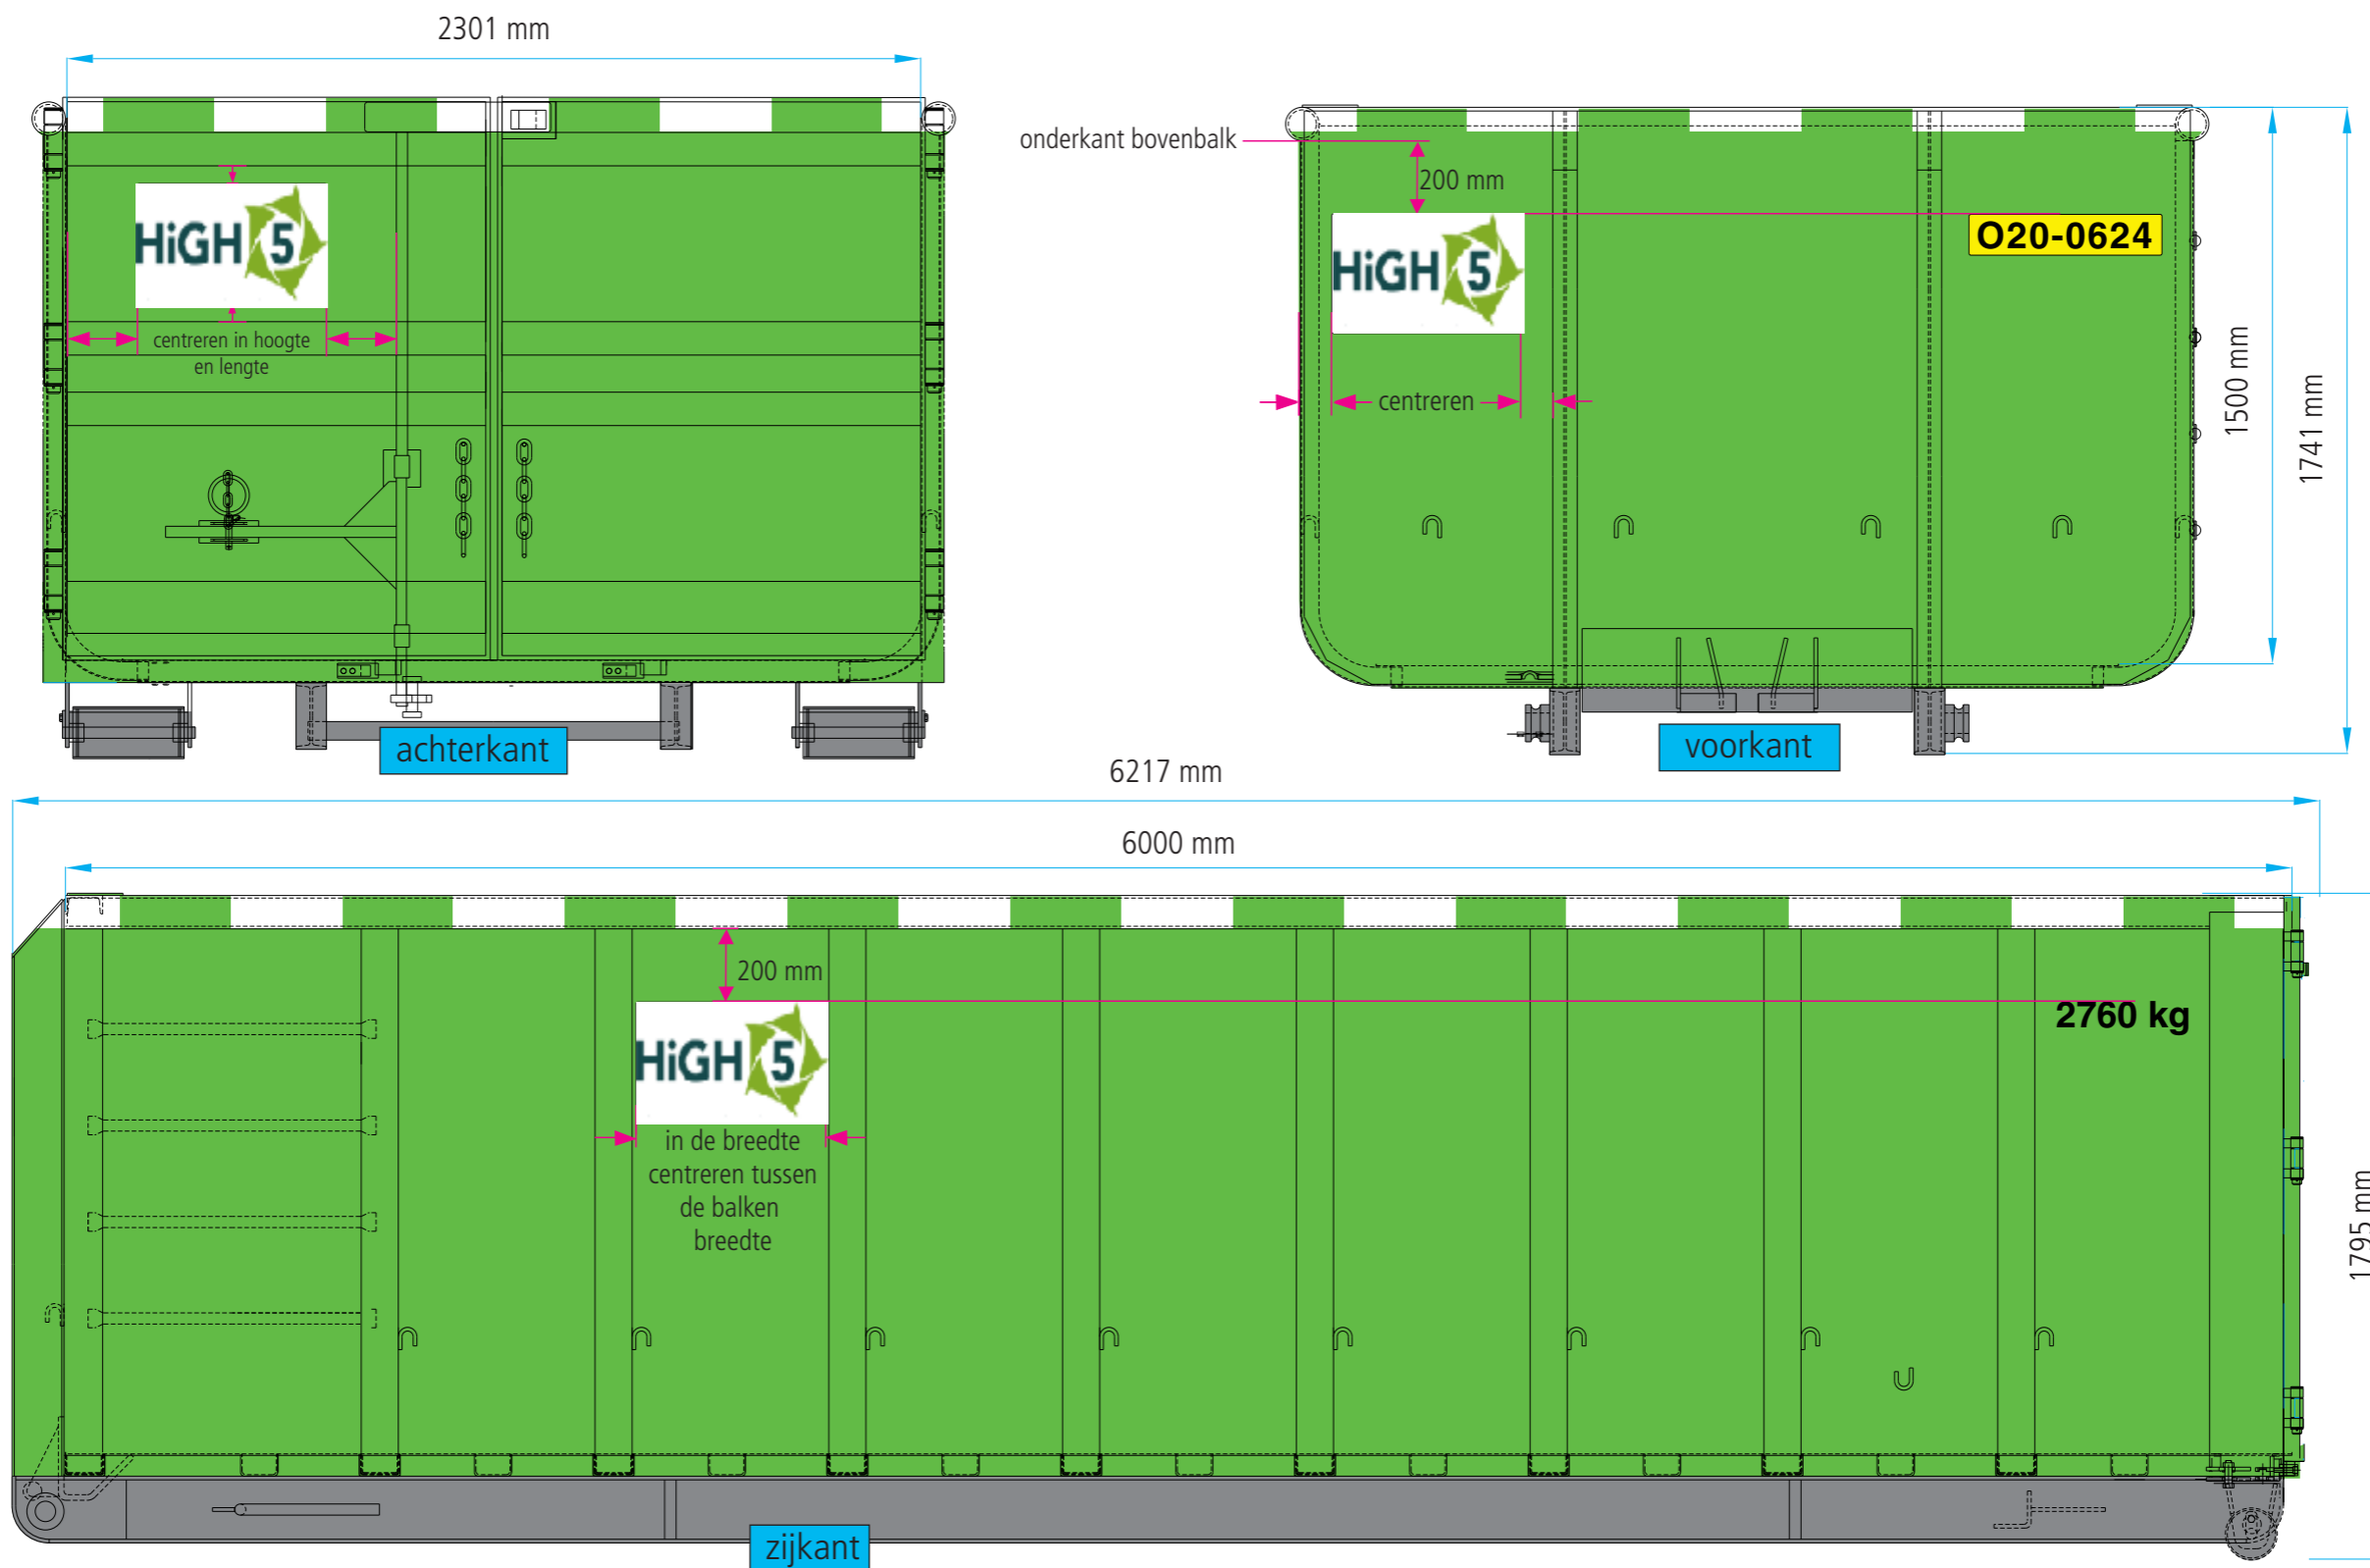 2301 mm
onderkant bovenbalk
200 mm
HiGH 5
centreren in hoogte
en lengte
HiGH 5
O20-0624
centreren
1500 mm
1741 mm
achterkant
voorkant
6217 mm
6000 mm
200 mm
2760 kg
HiGH 5
in de breedte
centreren tussen
de balken
breedte
1795 mm
zijkant